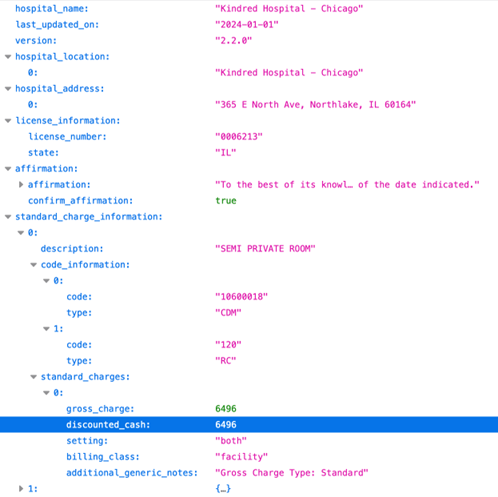 hospital_name: "Kindred Hospital - Chicago"
last_updated_on: "2024-01-01"
version: "2.2.0"
hospital_location:
0: "Kindred Hospital - Chicago"
hospital_address:
0: "365 E North Ave, Northlake, IL 60164"
license_information:
license_number: "0006213"
state: "IL"
affirmation:
affirmation: "To the best of its knowl… of the date indicated."
confirm_affirmation: true
standard_charge_information:
0:
description: "SEMI PRIVATE ROOM"
code_information:
0:
code: "10600018"
type: "CDM"
1:
code: "120"
type: "RC"
standard_charges:
0:
gross_charge: 6496
discounted_cash: 6496
setting: "both"
billing_class: "facility"
additional_generic_notes: "Gross Charge Type: Standard"
1: {…}